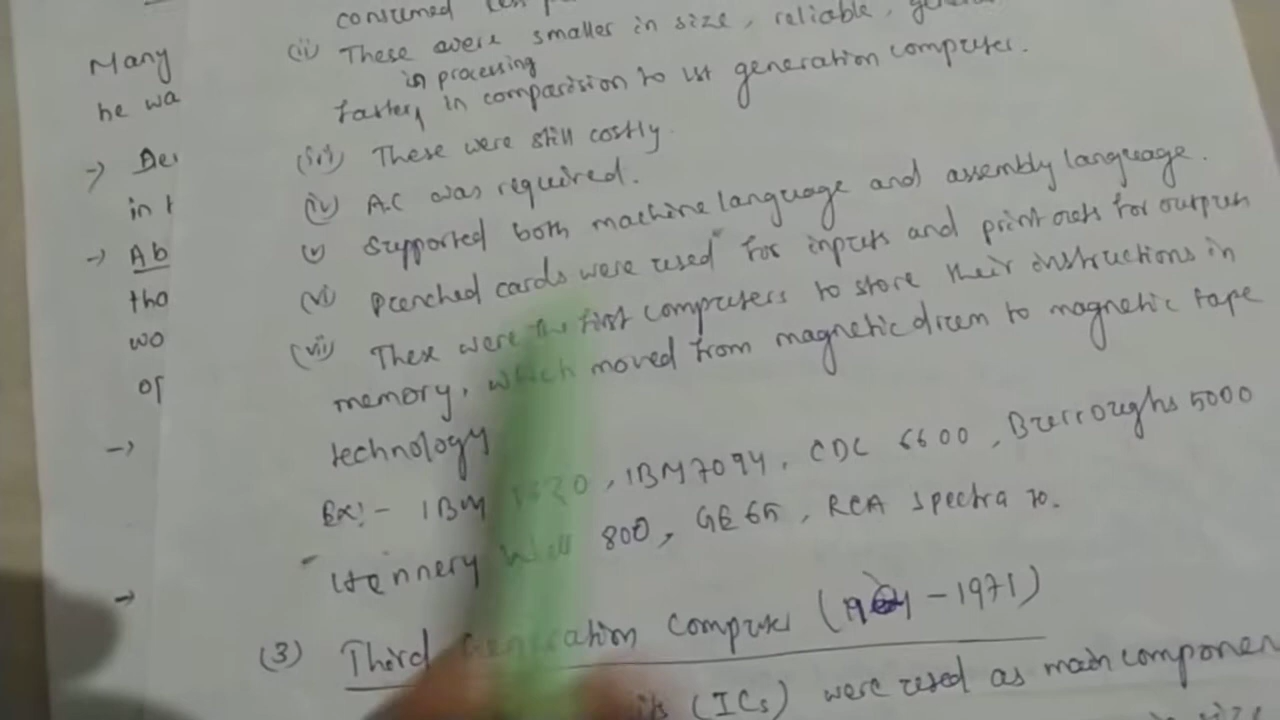 consumed
Many
he wa
(ii) These were smaller in size, reliable,
in processing
faster, in comparision to 1st generation computer.
→ De
in
(iii) These were still costly.
(iv) A.C was required.
→ Ab
(v) Supported both machine language and assembly language.
tho
(vi) Punched cards were used for inputs and print outs for outputs
wo
(vii) These were the first computers to store their instructions in
of
memory, which moved from magnetic drum to magnetic tape
→
technology
Ex:- IBM 1620, IBM 7094, CDC 6600, Burroughs 5000
800, GE 65, RCA Spectra 70.
→
(3) Third Generation Computer ( - 1971)
(ICs) were used as main componen